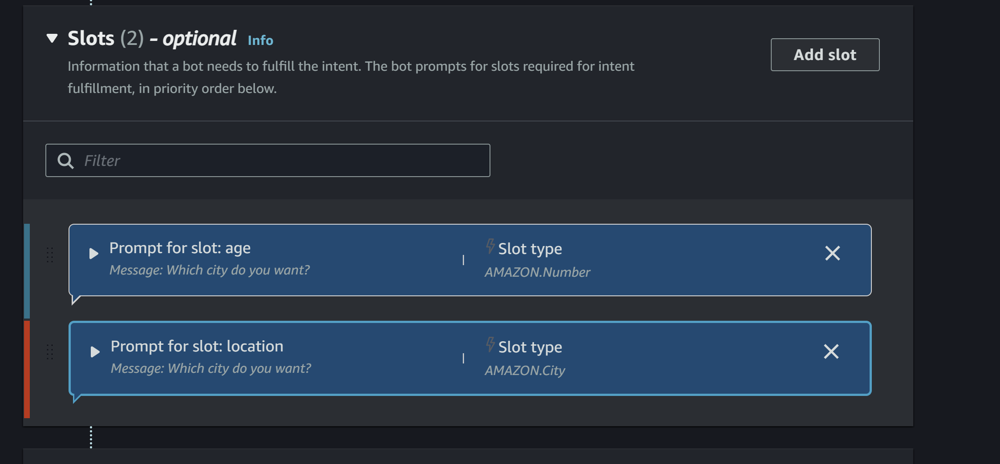 Slots (2) - optional Info
Information that a bot needs to fulfill the intent. The bot prompts for slots required for intent
fulfillment, in priority order below.
Add slot
Filter
Prompt for slot: age
Message: Which city do you want?
Slot type
AMAZON.Number
Prompt for slot: location
Message: Which city do you want?
Slot type
AMAZON.City